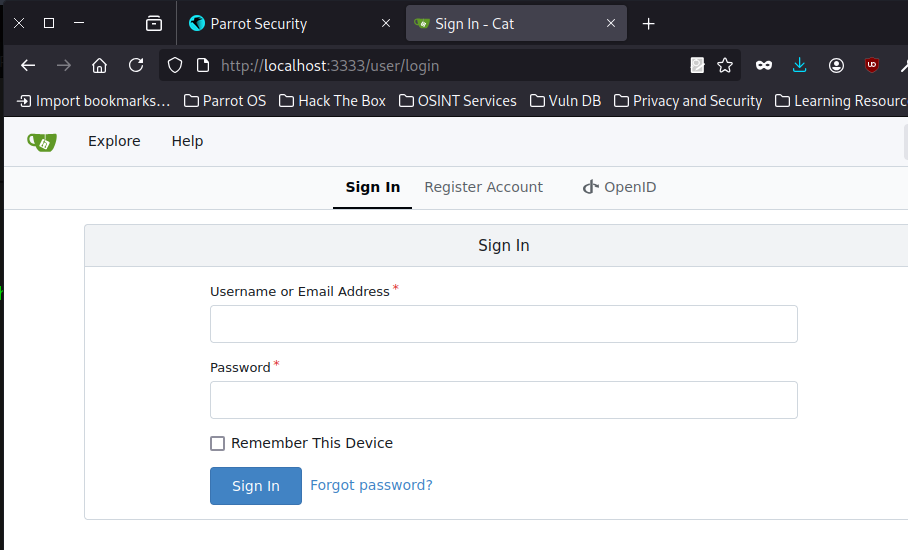 Parrot Security
Sign In - Cat
http://localhost:3333/user/login
UO
Import bookmarks… Parrot OS Hack The Box OSINT Services Vuln DB Privacy and Security Learning Resourc
Explore Help
Sign In Register Account OpenID
Sign In
Username or Email Address *
Password *
Remember This Device
Sign In Forgot password?